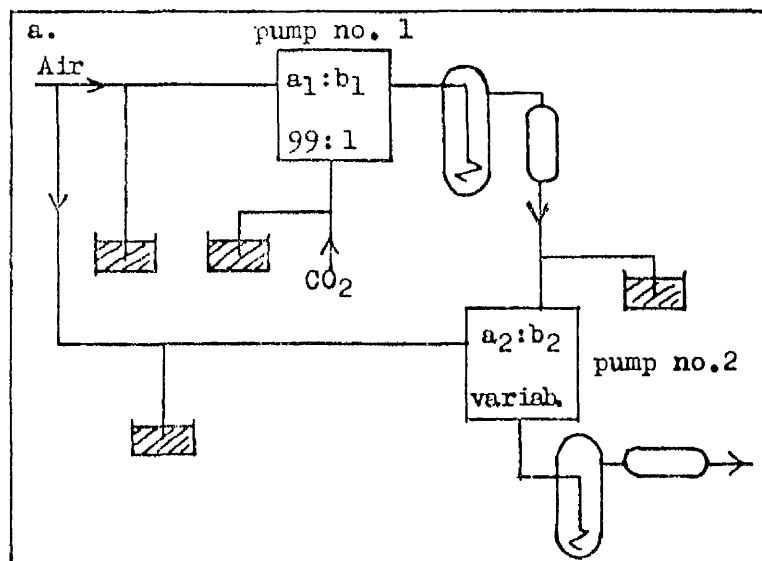 a.
pump no. 1
Air
a₁:b₁
99:1
CO₂
a₂:b₂
pump no.2
variab.